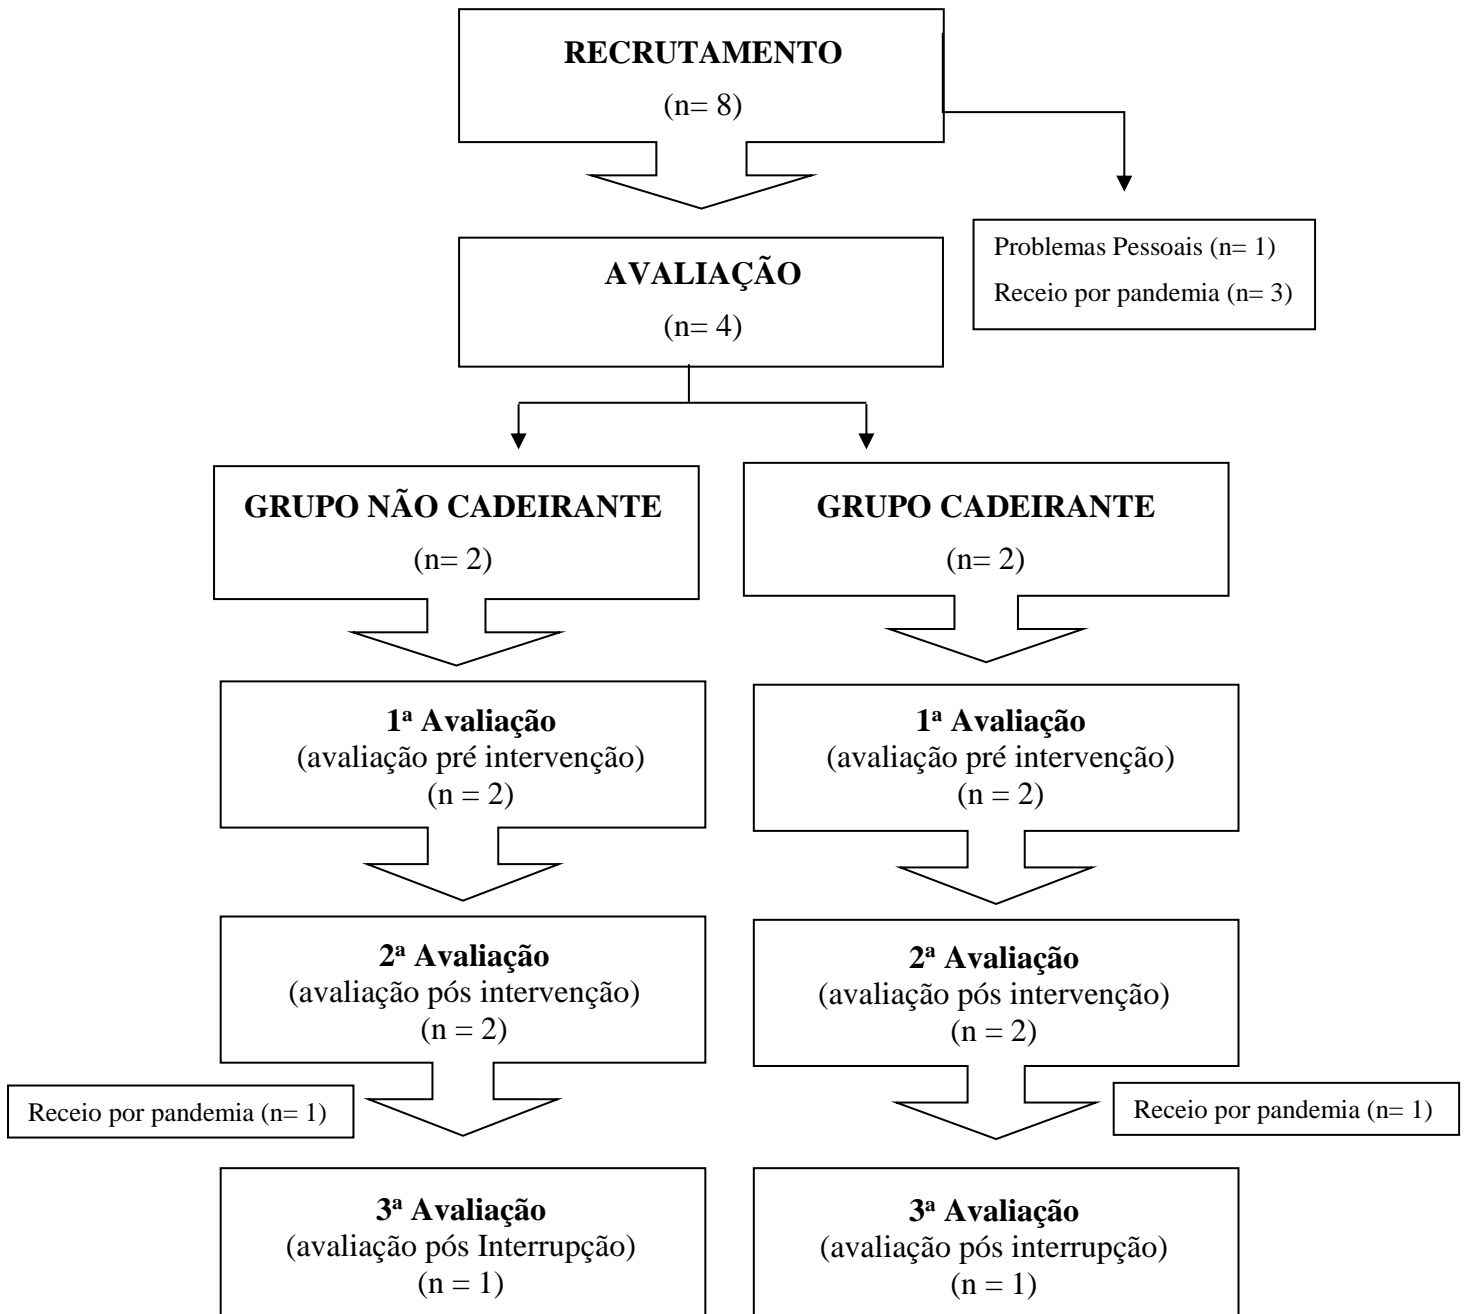 RECRUTAMENTO
(n= 8)
Problemas Pessoais (n= 1)
Receio por pandemia (n= 3)
AVALIAÇÃO
(n= 4)
GRUPO NÃO CADEIRANTE
(n= 2)
GRUPO CADEIRANTE
(n= 2)
1ª Avaliação
(avaliação pré intervenção)
(n = 2)
1ª Avaliação
(avaliação pré intervenção)
(n = 2)
2ª Avaliação
(avaliação pós intervenção)
(n = 2)
2ª Avaliação
(avaliação pós intervenção)
(n = 2)
Receio por pandemia (n= 1)
Receio por pandemia (n= 1)
3ª Avaliação
(avaliação pós Interrupção)
(n = 1)
3ª Avaliação
(avaliação pós interrupção)
(n = 1)